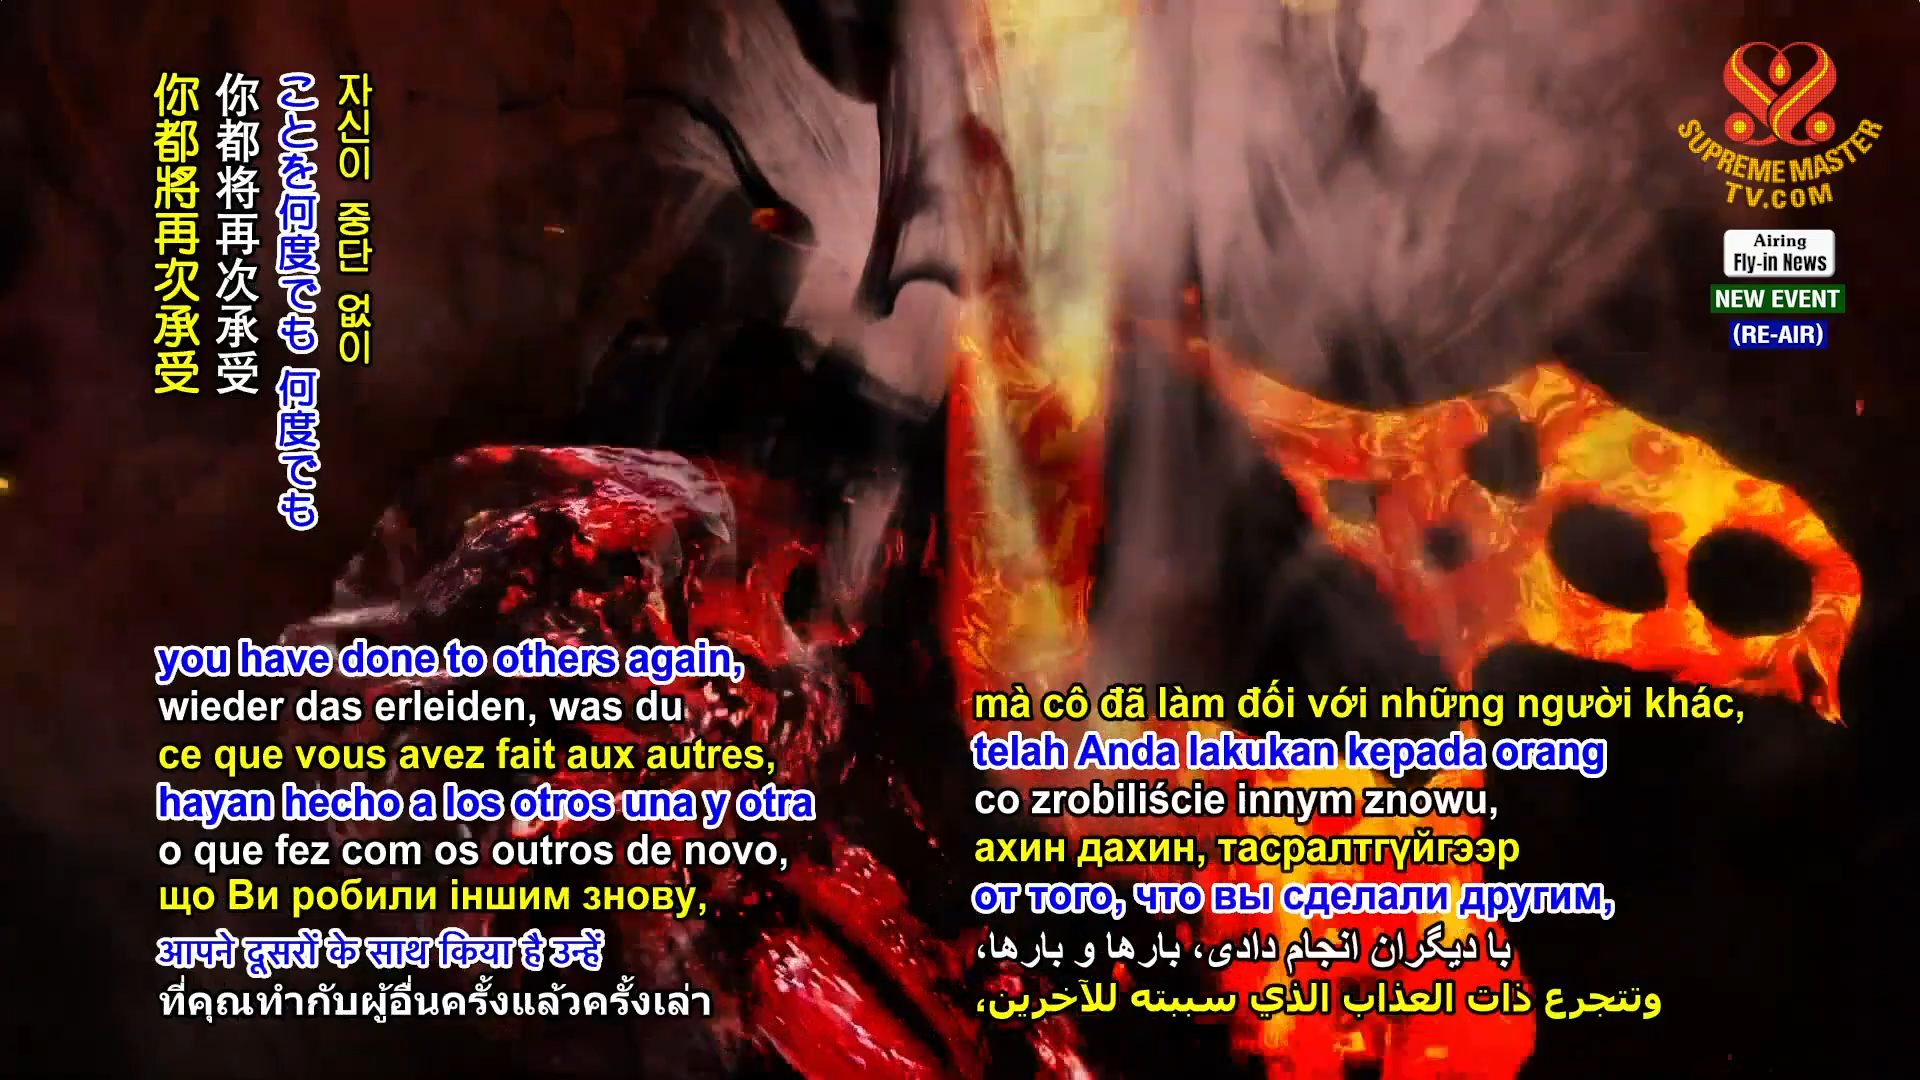 你都將再次承受
你都将再次承受
ことを何度でも 何度でも
자신이 중단 없이
SUPREME MASTER
TV.COM
Airing
Fly-in News
NEW EVENT
(RE-AIR)
you have done to others again,
wieder das erleiden, was du
ce que vous avez fait aux autres,
hayan hecho a los otros una y otra
o que fez com os outros de novo,
що Ви робили іншим знову,
आपने दूसरों के साथ किया है उन्हें
ที่คุณทำกับผู้อื่นครั้งแล้วครั้งเล่า
mà cô đã làm đối với những người khác,
telah Anda lakukan kepada orang
co zrobiliście innym znowu,
ахин дахин, тасралтгүйгээр
от того, что вы сделали другим,
با دیگران انجام دادی، بارها و بارها،
وتتجرع ذات العذاب الذي سببته للآخرين،